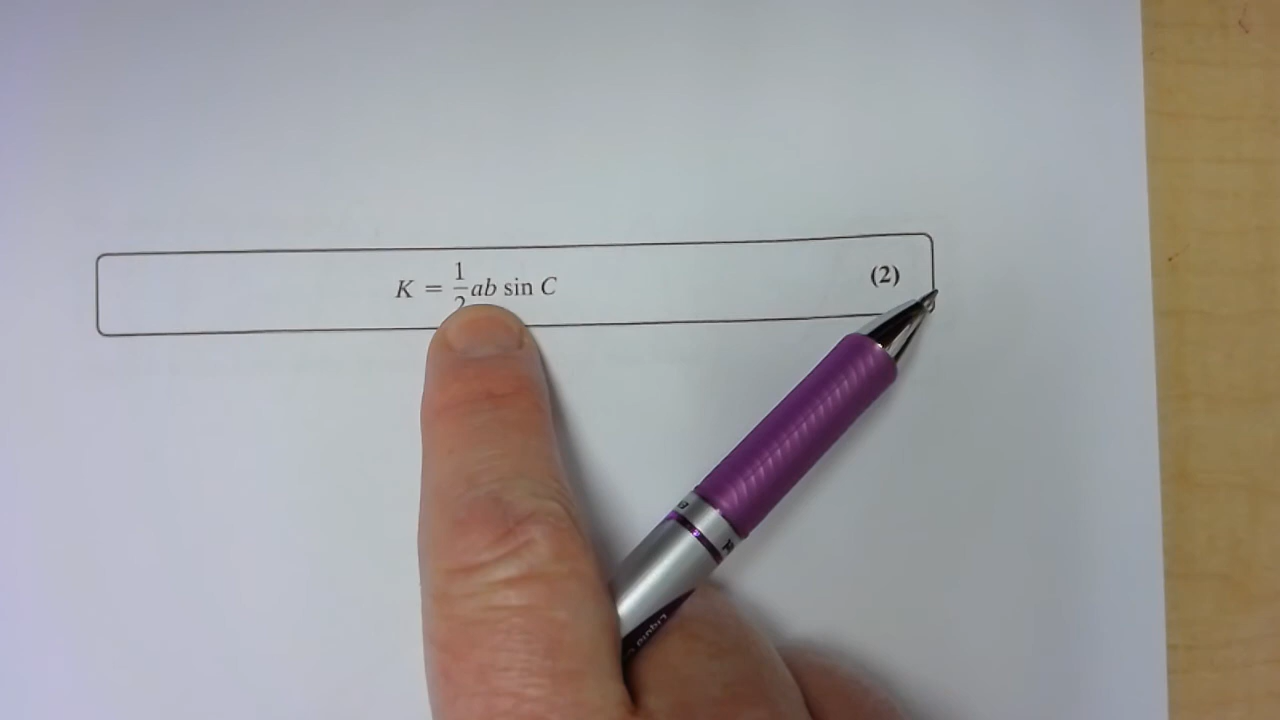 K = 1/2 ab sin C (2)